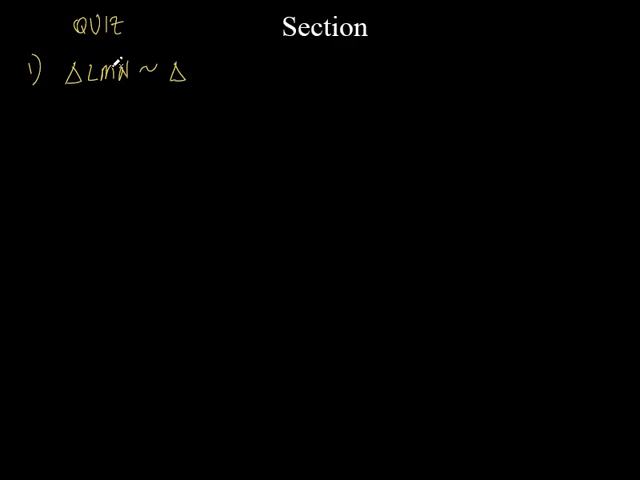 QUIZ
Section
1) △LMN ~ △